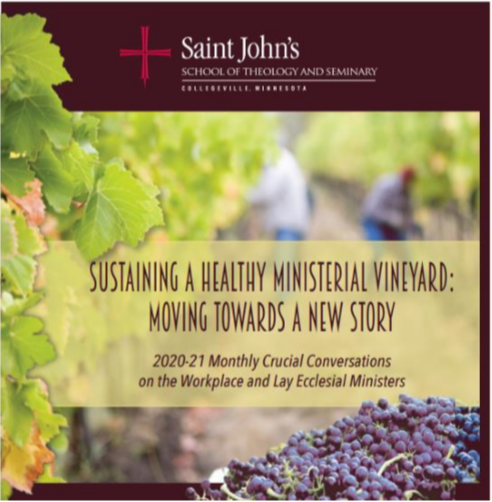 Saint John's
SCHOOL OF THEOLOGY AND SEMINARY
COLLEGEVILLE, MINNESOTA
SUSTAINING A HEALTHY MINISTERIAL VINEYARD:
MOVING TOWARDS A NEW STORY
2020-21 Monthly Crucial Conversations
on the Workplace and Lay Ecclesial Ministers